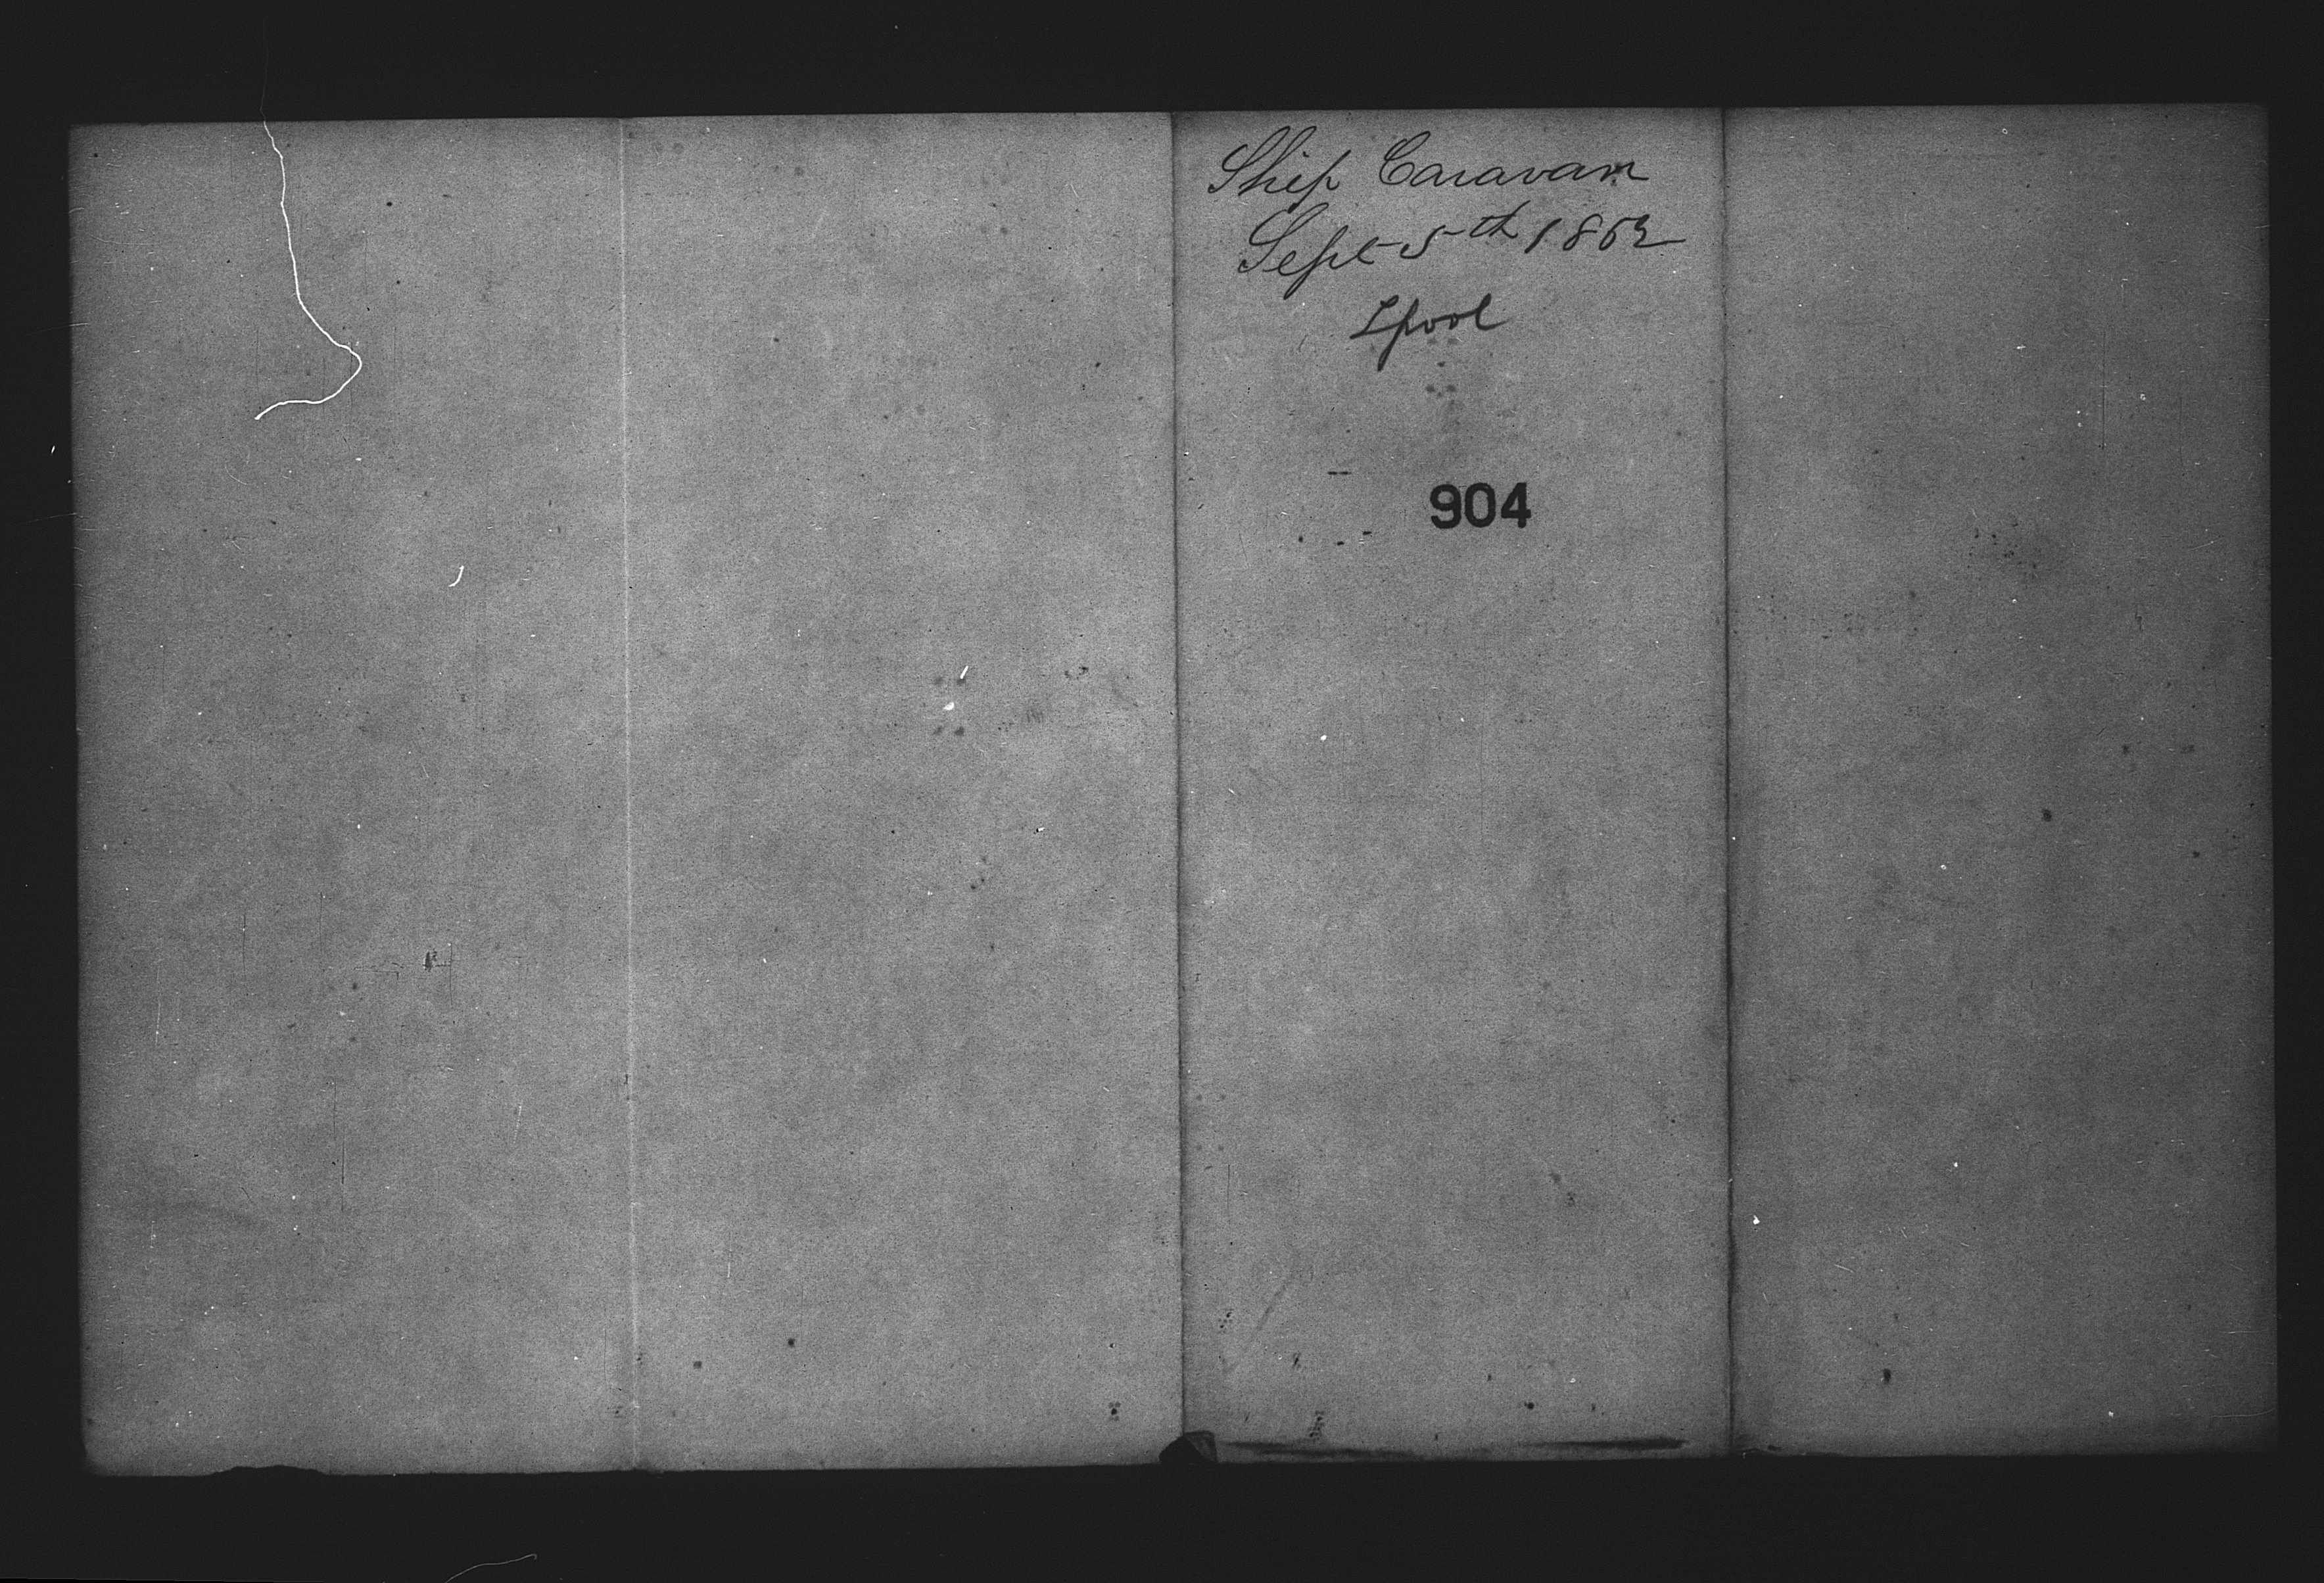 Ship Caravan
Sept 5th 1862
Lpool
904